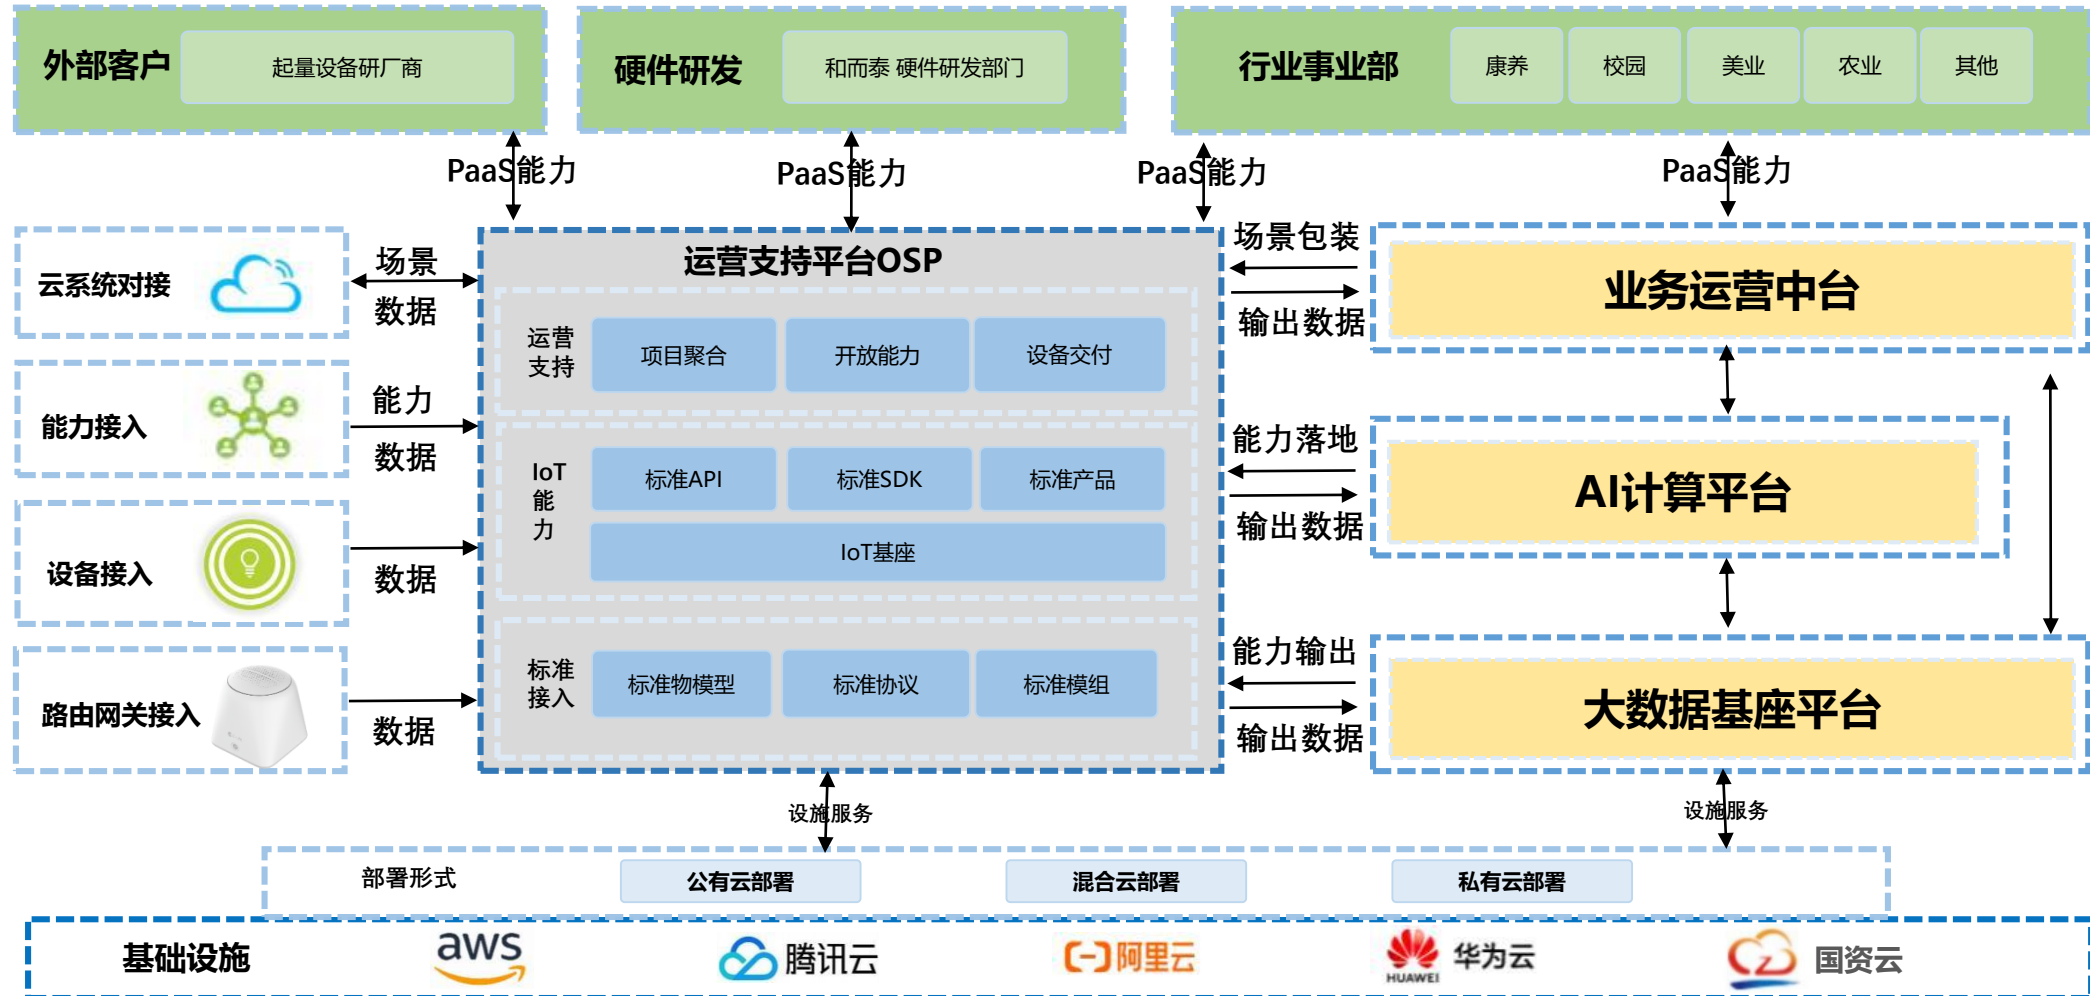 外部客户
起量设备研厂商
硬件研发
和而泰 硬件研发部门
行业事业部
康养
校园
美业
农业
其他
PaaS能力
PaaS能力
PaaS能力
PaaS能力
云系统对接
场景
数据
能力接入
能力
数据
设备接入
数据
路由网关接入
数据
运营支持平台OSP
运营
支持
项目聚合
开放能力
设备交付
IoT
能
力
标准API
标准SDK
标准产品
IoT基座
标准
接入
标准物模型
标准协议
标准模组
场景包装
输出数据
业务运营中台
能力落地
输出数据
AI计算平台
能力输出
输出数据
大数据基座平台
设施服务
设施服务
部署形式
公有云部署
混合云部署
私有云部署
基础设施
aws
腾讯云
阿里云
HUAWEI
华为云
国资云